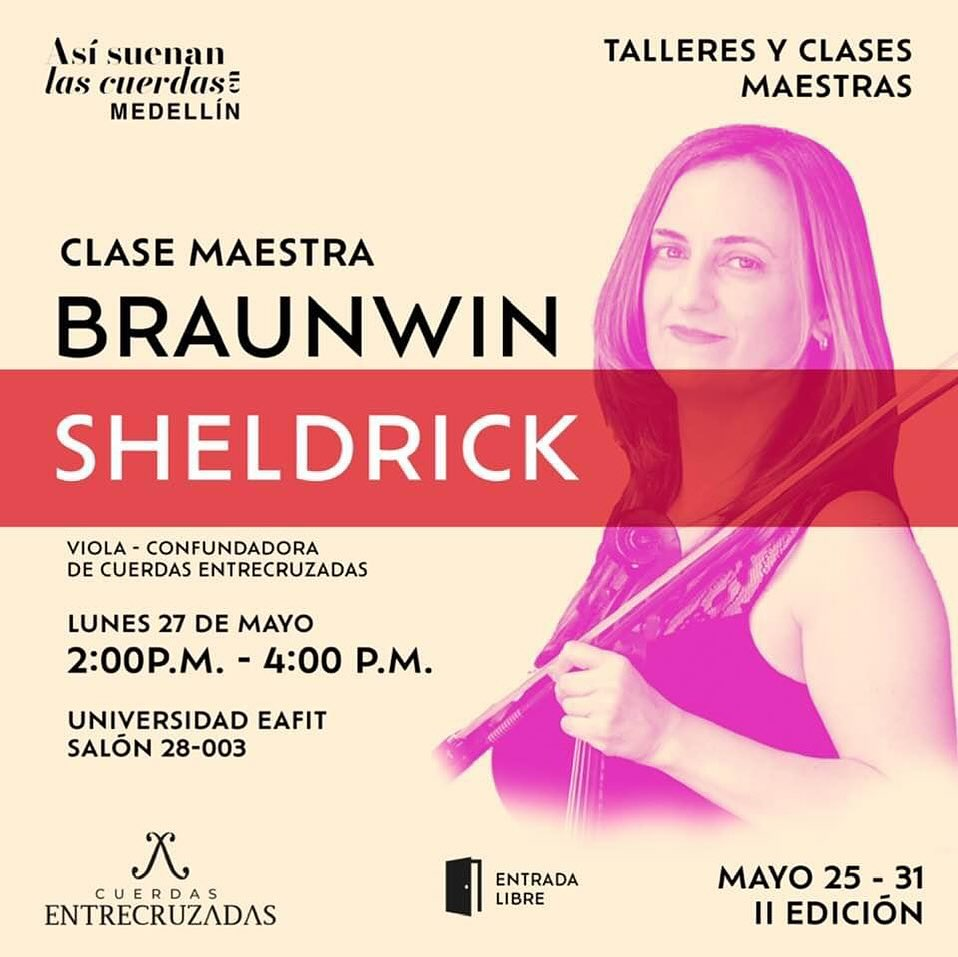 Así suenan
las cuerdas en
MEDELLÍN
TALLERES Y CLASES
MAESTRAS
CLASE MAESTRA
BRAUNWIN
SHELDRICK
VIOLA - CONFUNDADORA
DE CUERDAS ENTRECRUZADAS
LUNES 27 DE MAYO
2:00P.M. - 4:00 P.M.
UNIVERSIDAD EAFIT
SALÓN 28-003
CUERDAS
ENTRECRUZADAS
ENTRADA
LIBRE
MAYO 25 - 31
II EDICIÓN